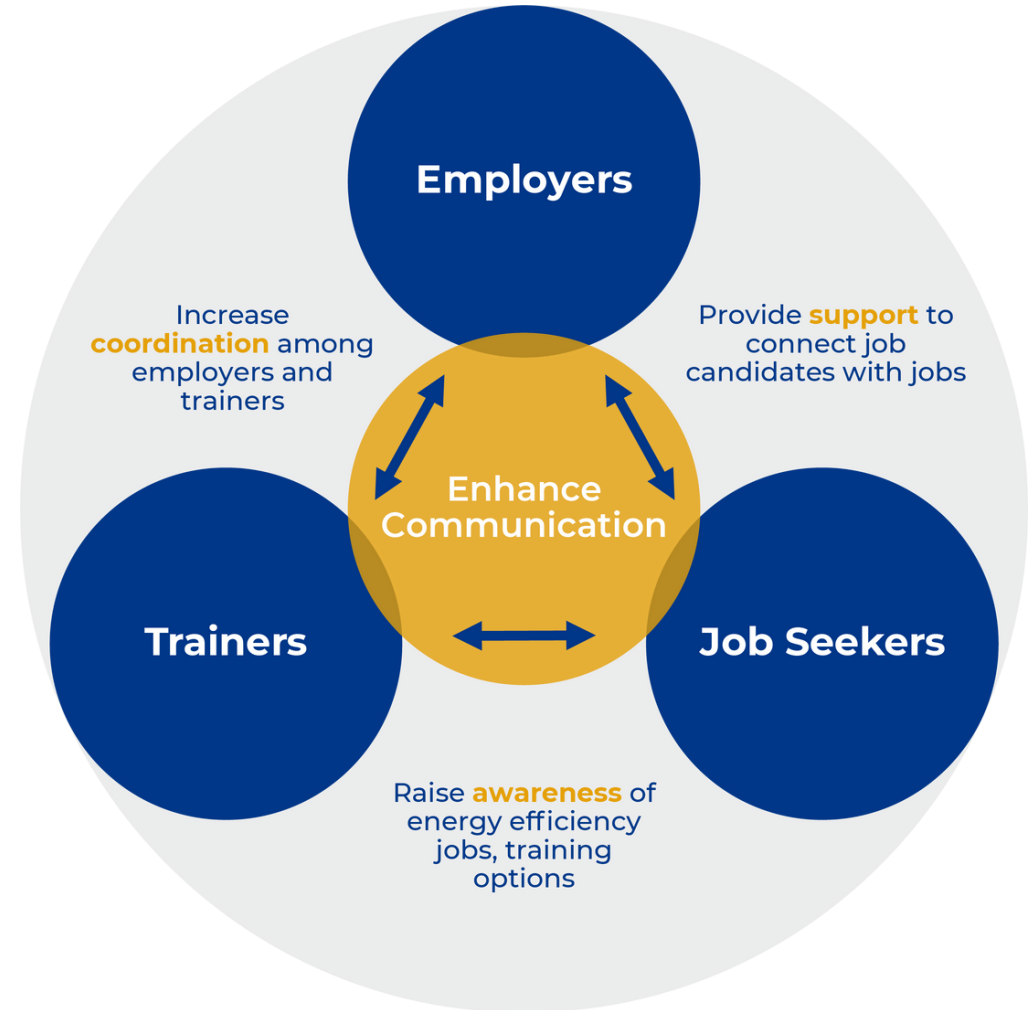 Employers
Increase
coordination among
employers and
trainers
Provide support to
connect job
candidates with jobs
Enhance
Communication
Trainers
Job Seekers
Raise awareness of
energy efficiency
jobs, training
options